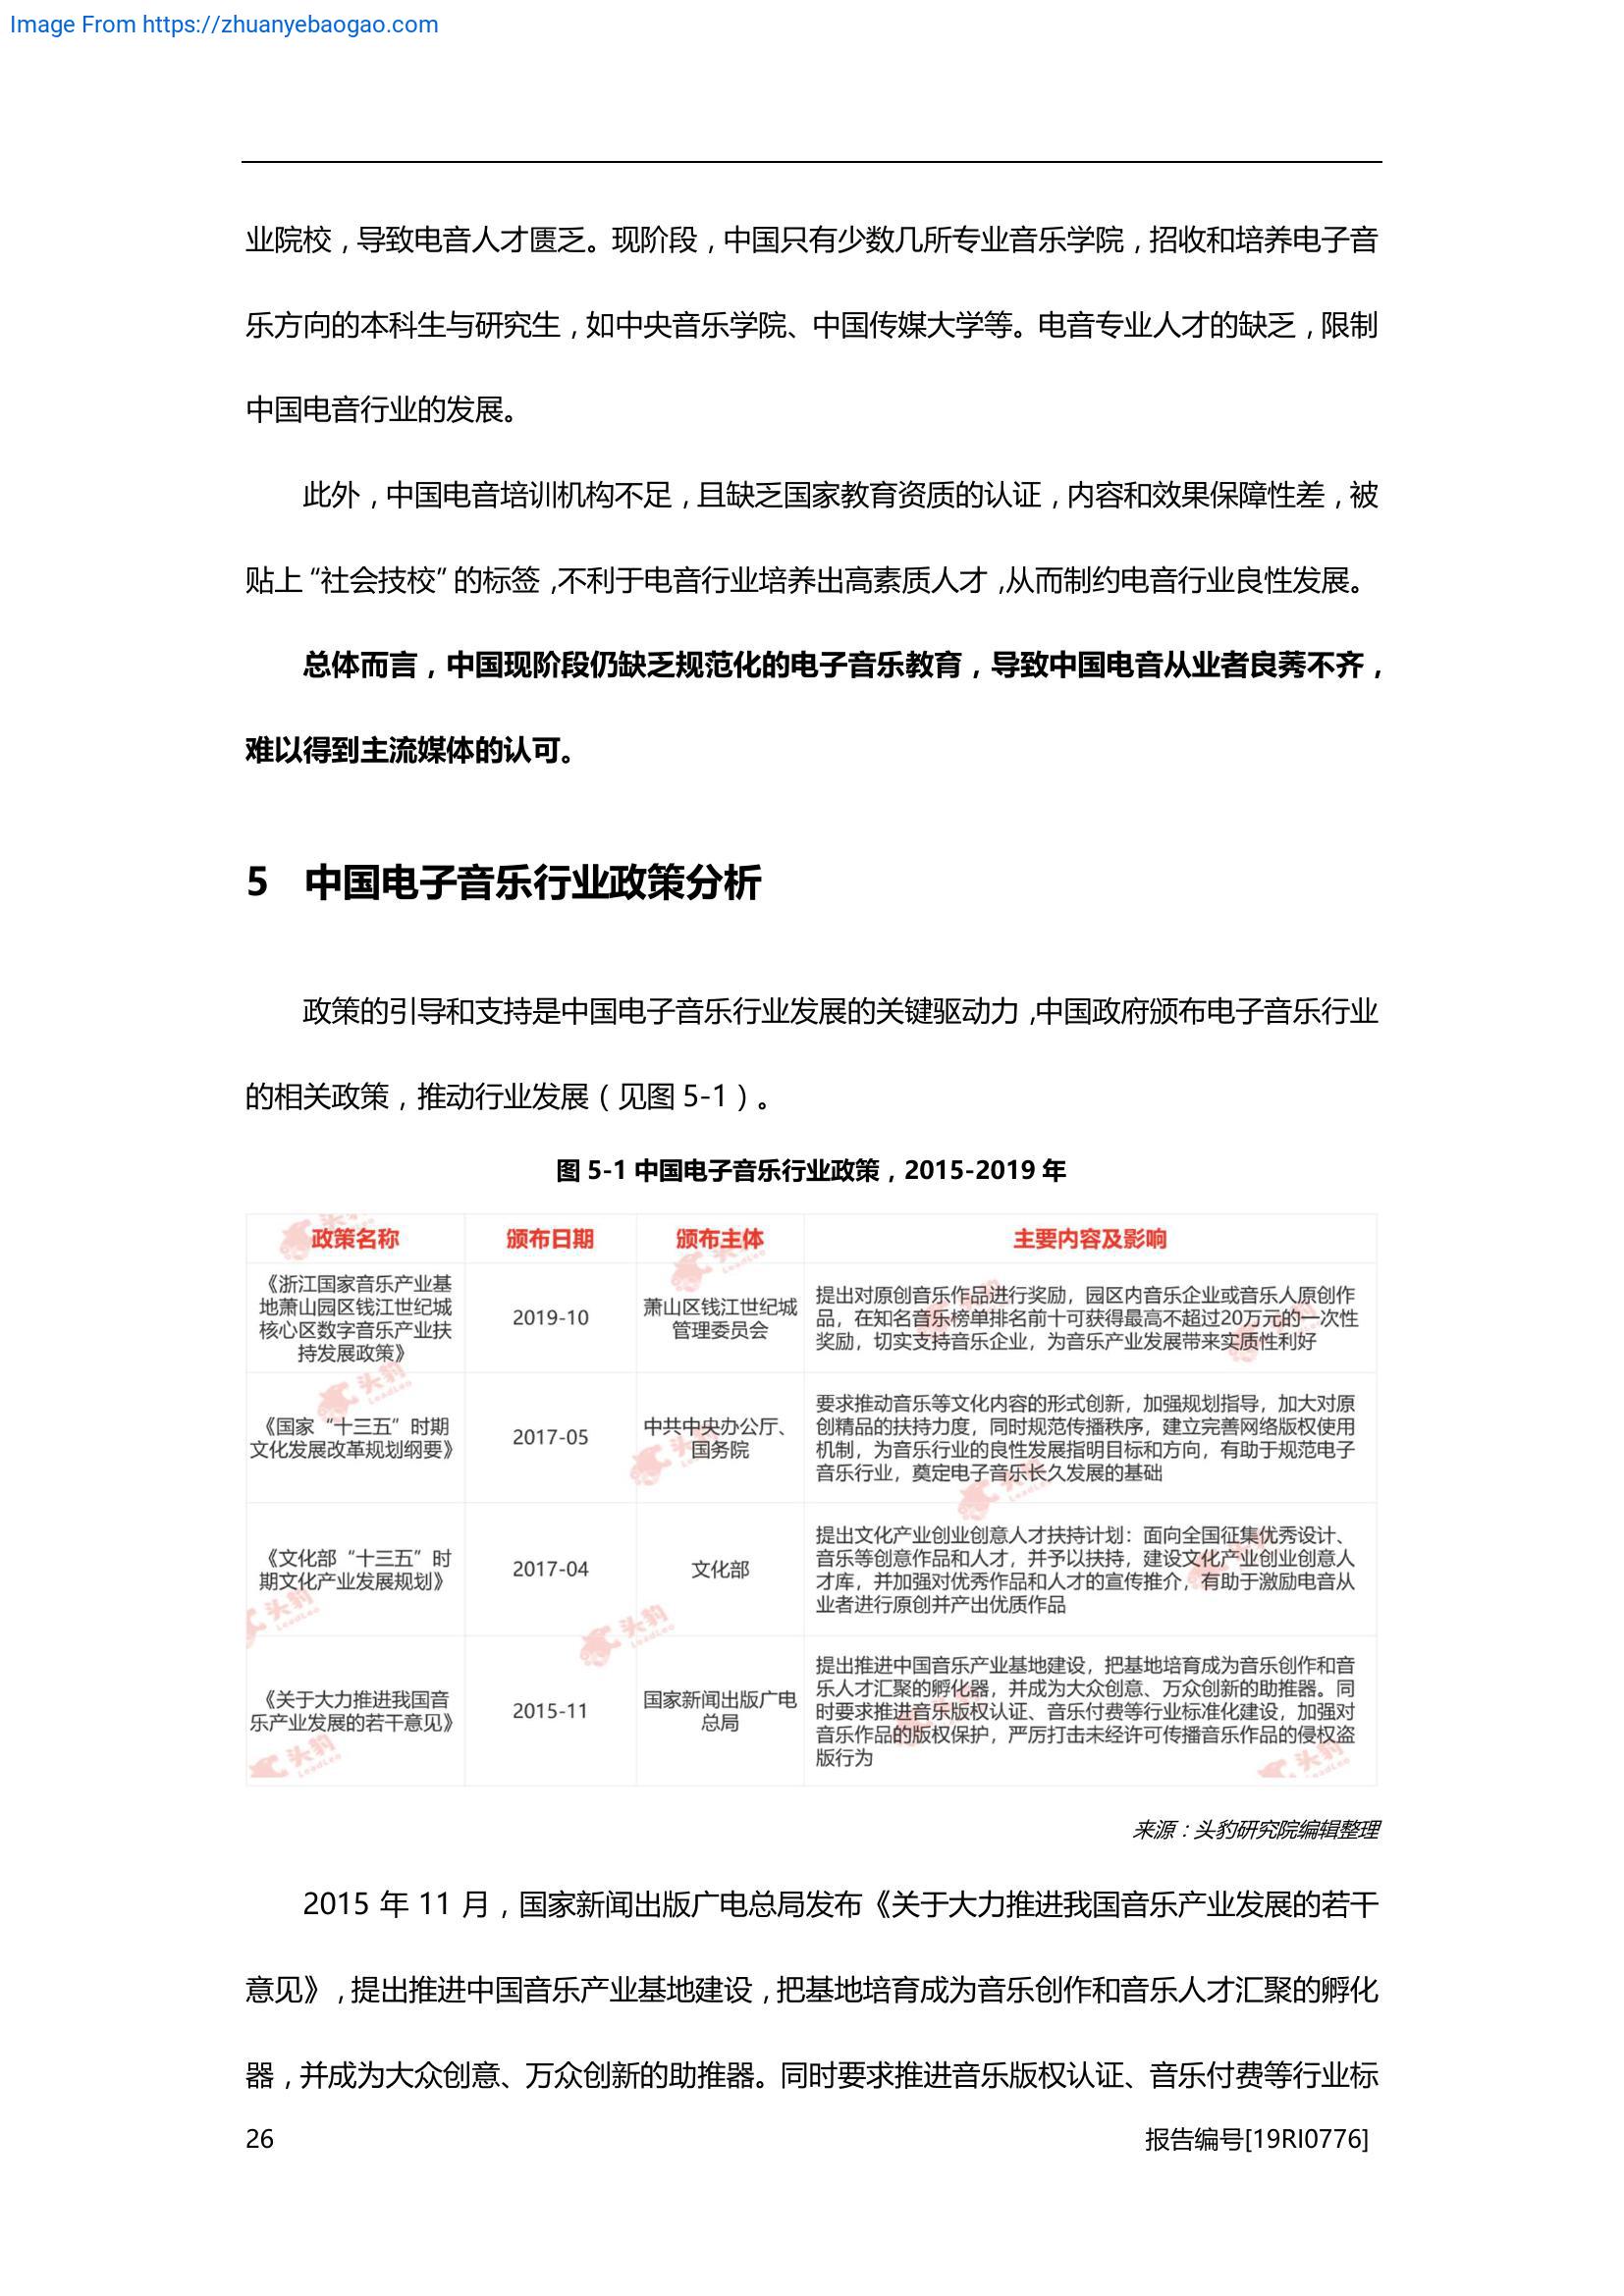 Image From https://zhuanyebaogao.com
业院校，导致电音人才匮乏。现阶段，中国只有少数几所专业音乐学院，招收和培养电子音
乐方向的本科生与研究生，如中央音乐学院、中国传媒大学等。电音专业人才的缺乏，限制
中国电音行业的发展。
此外，中国电音培训机构不足，且缺乏国家教育资质的认证，内容和效果保障性差，被
贴上“社会技校”的标签，不利于电音行业培养出高素质人才，从而制约电音行业良性发展。
总体而言，中国现阶段仍缺乏规范化的电子音乐教育，导致中国电音从业者良莠不齐，
难以得到主流媒体的认可。
5 中国电子音乐行业政策分析
政策的引导和支持是中国电子音乐行业发展的关键驱动力，中国政府颁布电子音乐行业
的相关政策，推动行业发展（见图 5-1）。
图 5-1 中国电子音乐行业政策，2015-2019 年
政策名称 颁布日期 颁布主体 主要内容及影响
《浙江国家音乐产业基
地萧山园区钱江世纪城
核心区数字音乐产业扶
持发展政策》
2019-10
萧山区钱江世纪城
管理委员会
提出对原创音乐作品进行奖励，园区内音乐企业或音乐人原创作
品，在知名音乐榜单排名前十可获得最高不超过20万元的一次性
奖励，切实支持音乐企业，为音乐产业发展带来实质性利好
《国家“十三五”时期
文化发展改革规划纲要》
2017-05
中共中央办公厅、
国务院
要求推动音乐等文化内容的形式创新，加强规划指导，加大对原
创精品的扶持力度，同时规范传播秩序，建立完善网络版权使用
机制，为音乐行业的良性发展指明目标和方向，有助于规范电子
音乐行业，奠定电子音乐长久发展的基础
《文化部“十三五”时
期文化产业发展规划》
2017-04
文化部
提出文化产业创业创意人才扶持计划：面向全国征集优秀设计、
音乐等创意作品和人才，并予以扶持，建设文化产业创业创意人
才库，并加强对优秀作品和人才的宣传推介，有助于激励电音从
业者进行原创并产出优质作品
《关于大力推进我国音
乐产业发展的若干意见》
2015-11
国家新闻出版广电
总局
提出推进中国音乐产业基地建设，把基地培育成为音乐创作和音
乐人才汇聚的孵化器，并成为大众创意、万众创新的助推器。同
时要求推进音乐版权认证、音乐付费等行业标准化建设，加强对
音乐作品的版权保护，严厉打击未经许可传播音乐作品的侵权盗
版行为
来源：头豹研究院编辑整理
2015 年 11 月，国家新闻出版广电总局发布《关于大力推进我国音乐产业发展的若干
意见》，提出推进中国音乐产业基地建设，把基地培育成为音乐创作和音乐人才汇聚的孵化
器，并成为大众创意、万众创新的助推器。同时要求推进音乐版权认证、音乐付费等行业标
26 报告编号[19RI0776]